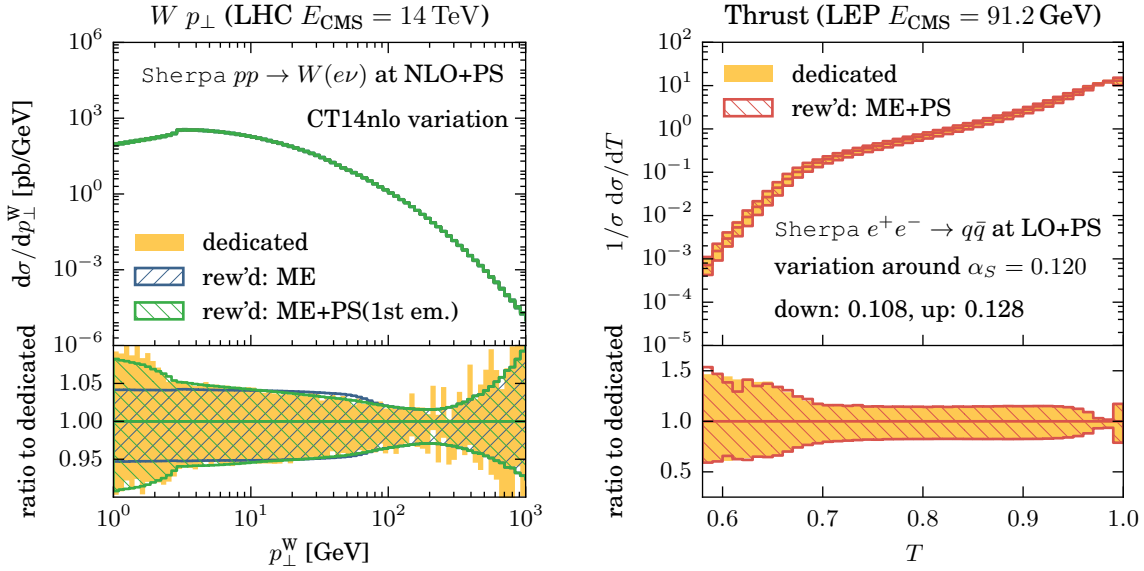 W p⊥ (LHC E_CMS = 14 TeV)
dσ/dp⊥^W [pb/GeV]
10^6
10^3
10^0
10^−3
10^−6
Sherpa pp → W(eν) at NLO+PS
CT14nlo variation
dedicated
rew'd: ME
rew'd: ME+PS(1st em.)
ratio to dedicated
1.05
1.00
0.95
10^0
10^1
10^2
10^3
p⊥^W [GeV]
Thrust (LEP E_CMS = 91.2 GeV)
1/σ dσ/dT
10^2
10^1
10^0
10^−1
10^−2
10^−3
10^−4
10^−5
dedicated
rew'd: ME+PS
Sherpa e^+e^− → qq̄ at LO+PS
variation around α_S = 0.120
down: 0.108, up: 0.128
ratio to dedicated
1.5
1.0
0.5
0.6
0.7
0.8
0.9
1.0
T